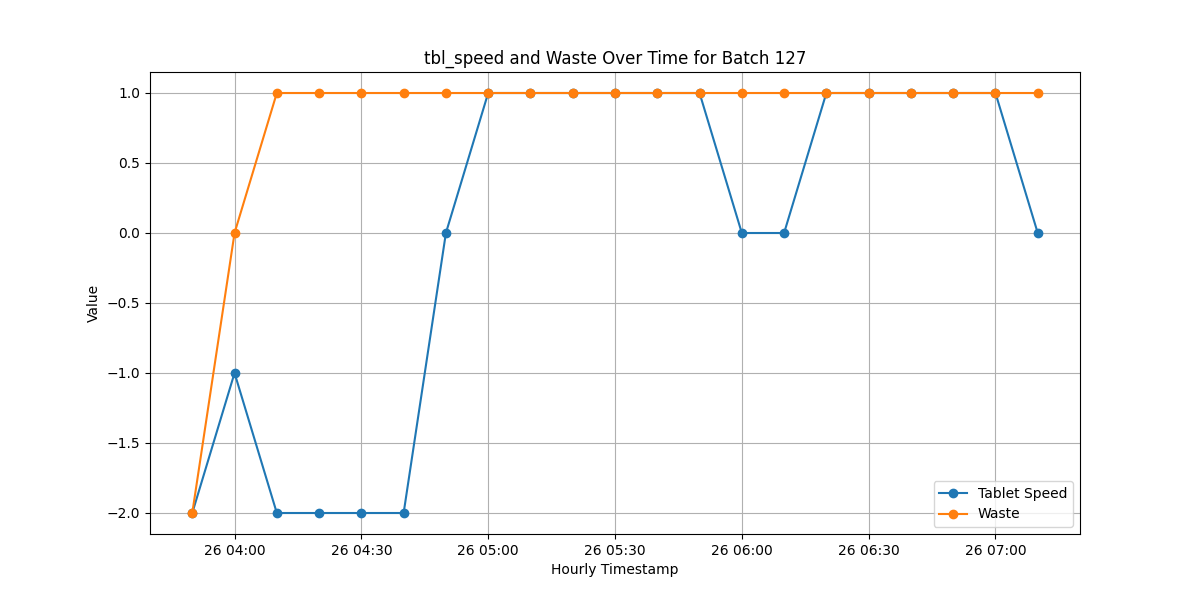 tbl_speed and Waste Over Time for Batch 127
Value
1.0
0.5
0.0
−0.5
−1.0
−1.5
−2.0
Tablet Speed
Waste
26 04:00 26 04:30 26 05:00 26 05:30 26 06:00 26 06:30 26 07:00
Hourly Timestamp